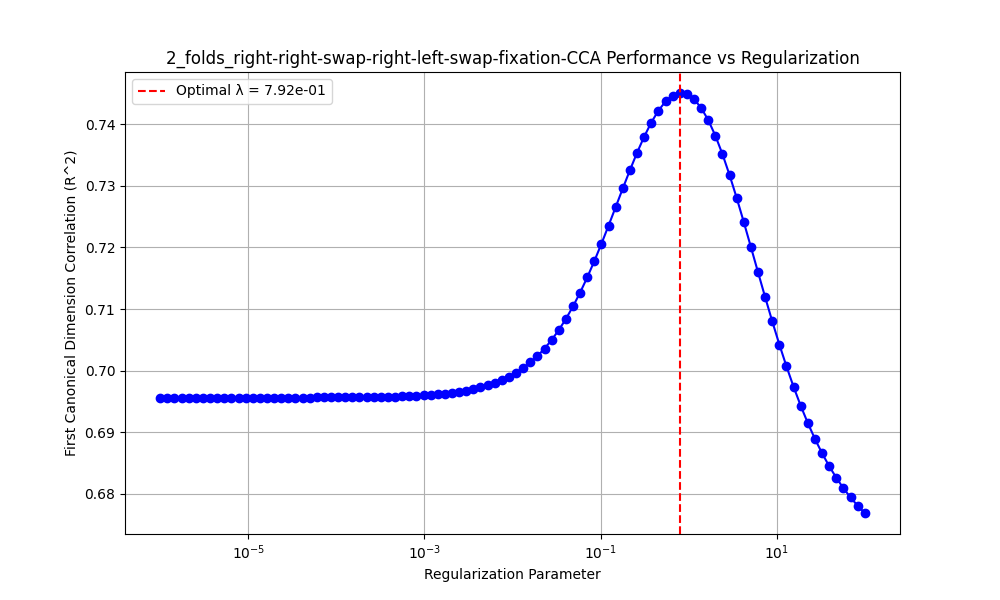 2_folds_right-right-swap-right-left-swap-fixation-CCA Performance vs Regularization
Optimal λ = 7.92e-01
First Canonical Dimension Correlation (R^2)
0.74
0.73
0.72
0.71
0.70
0.69
0.68
10⁻⁵ 10⁻³ 10⁻¹ 10¹
Regularization Parameter